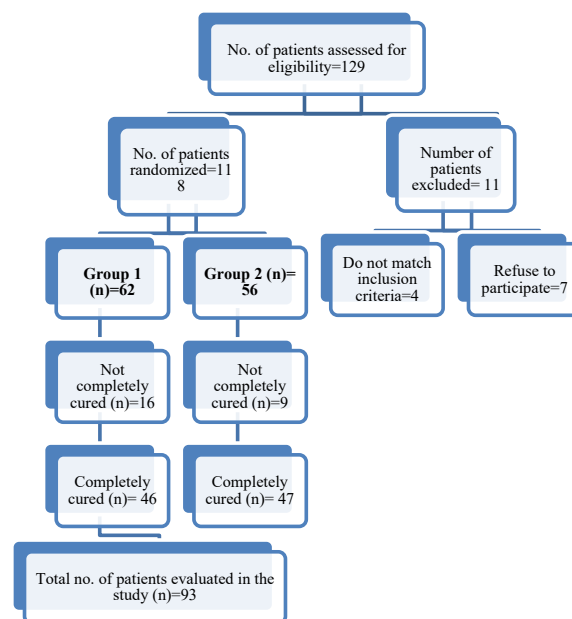 No. of patients assessed for
eligibility=129
No. of patients
randomized=11
8
Number of
patients
excluded= 11
Group 1
(n)=62
Group 2 (n)=
56
Do not match
inclusion
criteria=4
Refuse to
participate=7
Not
completely
cured (n)=16
Not
completely
cured (n)=9
Completely
cured (n)= 46
Completely
cured (n)= 47
Total no. of patients evaluated in the
study (n)=93